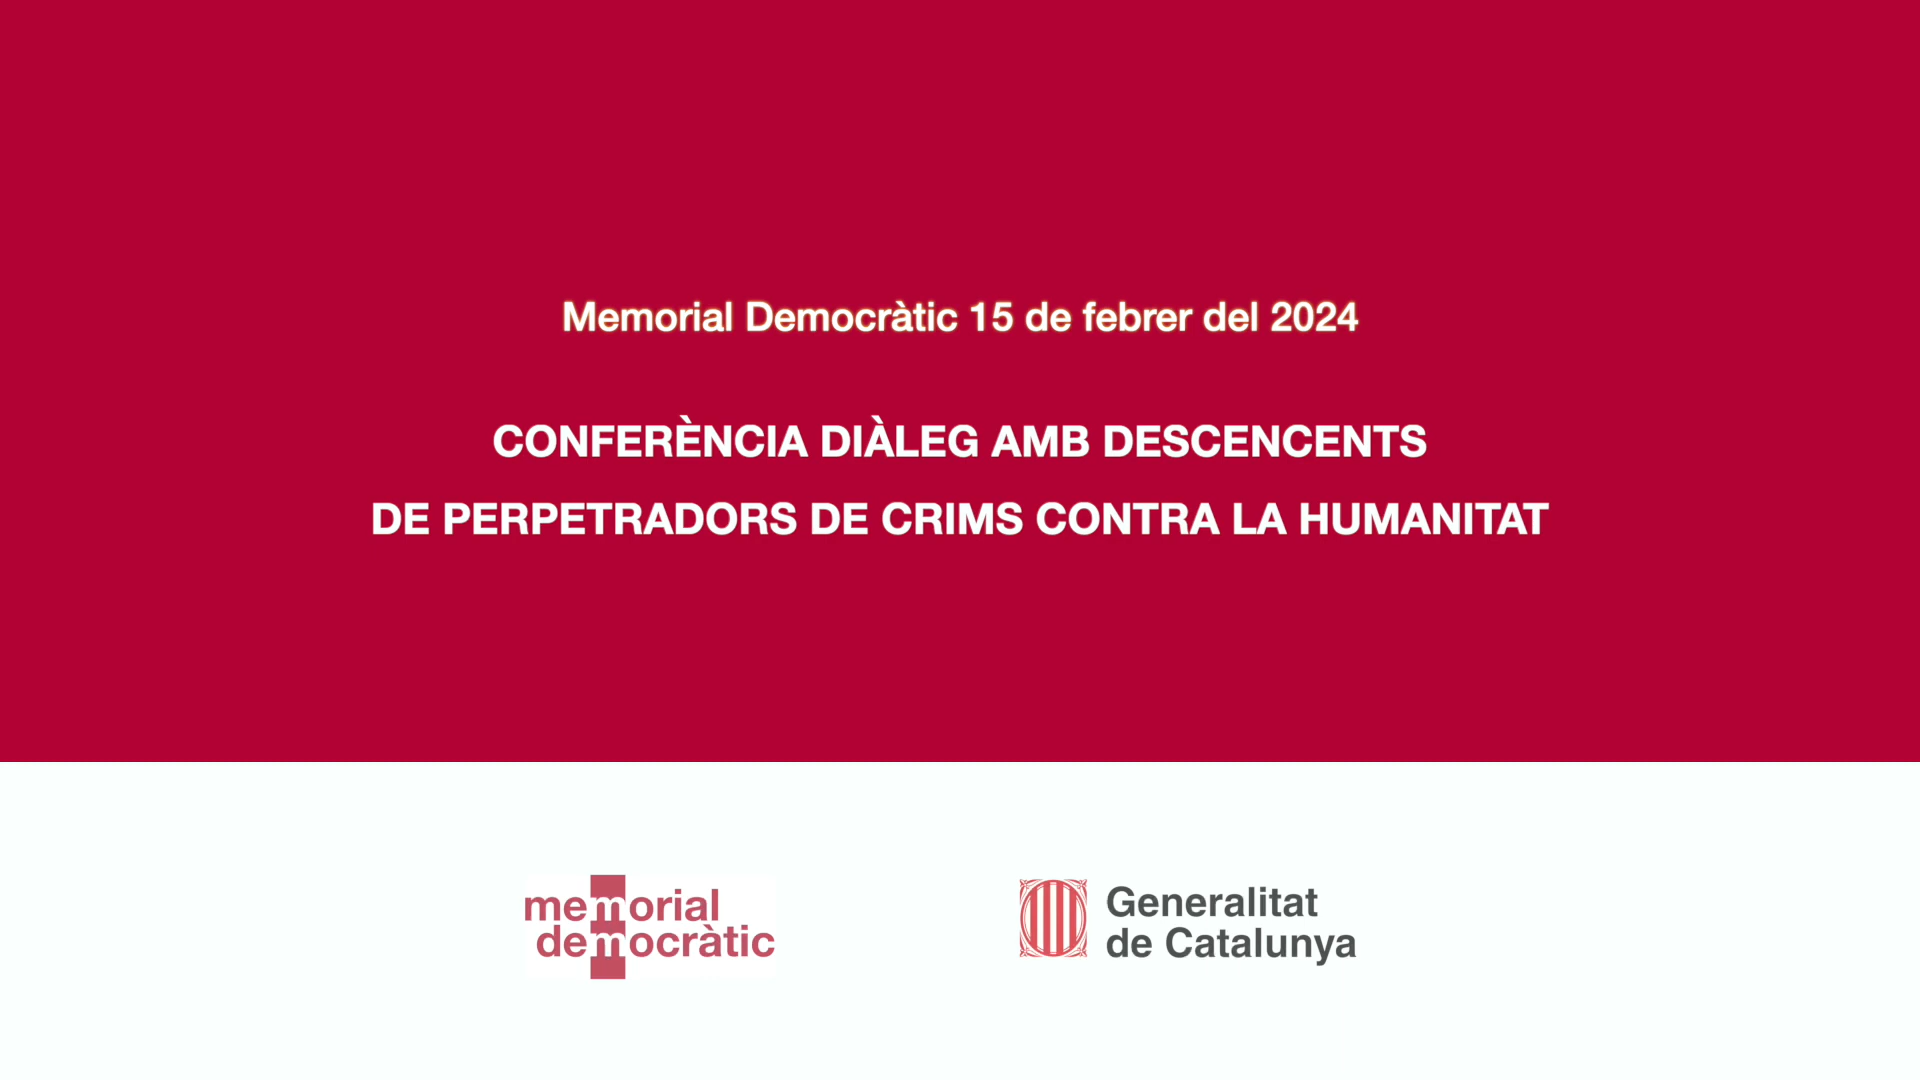 Memorial Democràtic 15 de febrer del 2024
CONFERÈNCIA DIÀLEG AMB DESCENCENTS
DE PERPETRADORS DE CRIMS CONTRA LA HUMANITAT
memorial
democràtic
Generalitat
de Catalunya